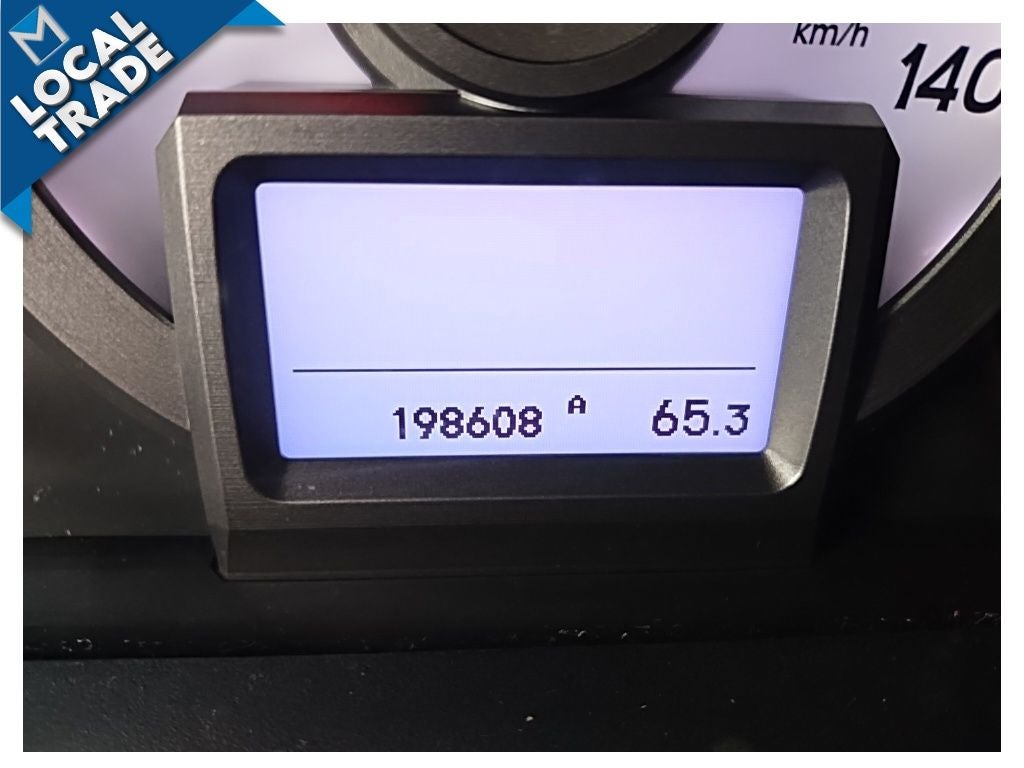 M
LOCAL
TRADE
km/h
140
198608 A 65.3